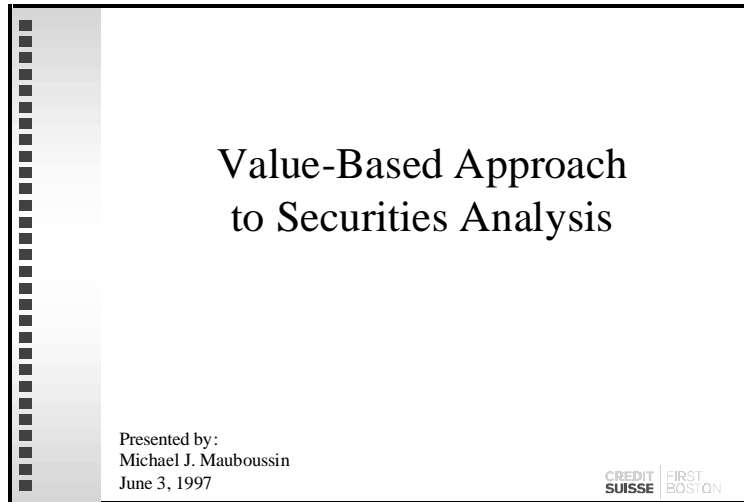 Value-Based Approach
to Securities Analysis
Presented by:
Michael J. Mauboussin
June 3, 1997
CREDIT FIRST
SUISSE BOSTON